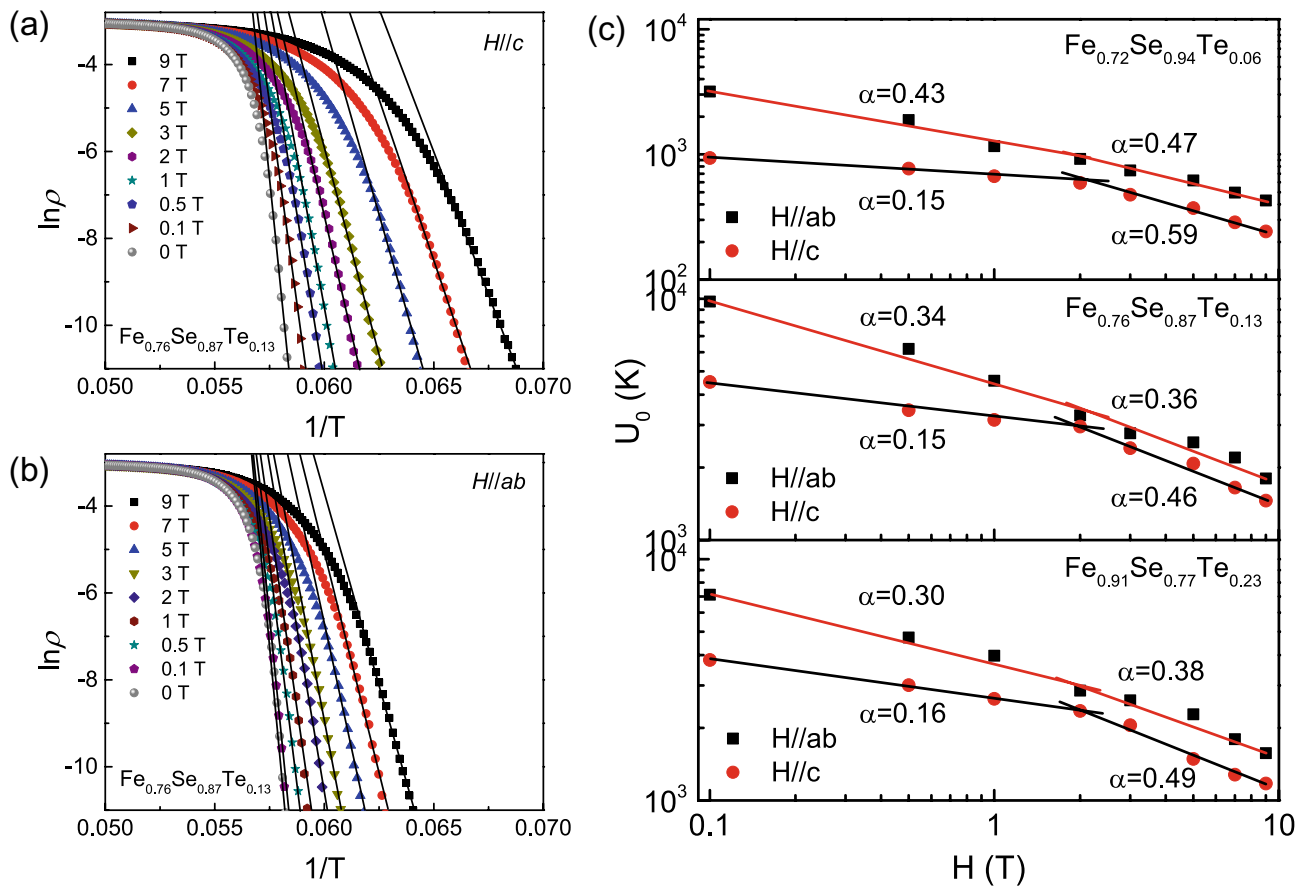 (a)
H//c
9 T
7 T
5 T
3 T
2 T
1 T
0.5 T
0.1 T
0 T
Fe0.76Se0.87Te0.13
lnρ
-4
-6
-8
-10
0.050 0.055 0.060 0.065 0.070
1/T
(b)
H//ab
9 T
7 T
5 T
3 T
2 T
1 T
0.5 T
0.1 T
0 T
Fe0.76Se0.87Te0.13
lnρ
-4
-6
-8
-10
0.050 0.055 0.060 0.065 0.070
1/T
(c)
10^4
Fe0.72Se0.94Te0.06
α=0.43
α=0.47
10^3
α=0.15
α=0.59
H//ab
H//c
10^2
10^4
Fe0.76Se0.87Te0.13
α=0.34
α=0.36
U0 (K)
α=0.15
α=0.46
H//ab
H//c
10^3
10^4
Fe0.91Se0.77Te0.23
α=0.30
α=0.38
α=0.16
α=0.49
H//ab
H//c
10^3
0.1 1 10
H (T)